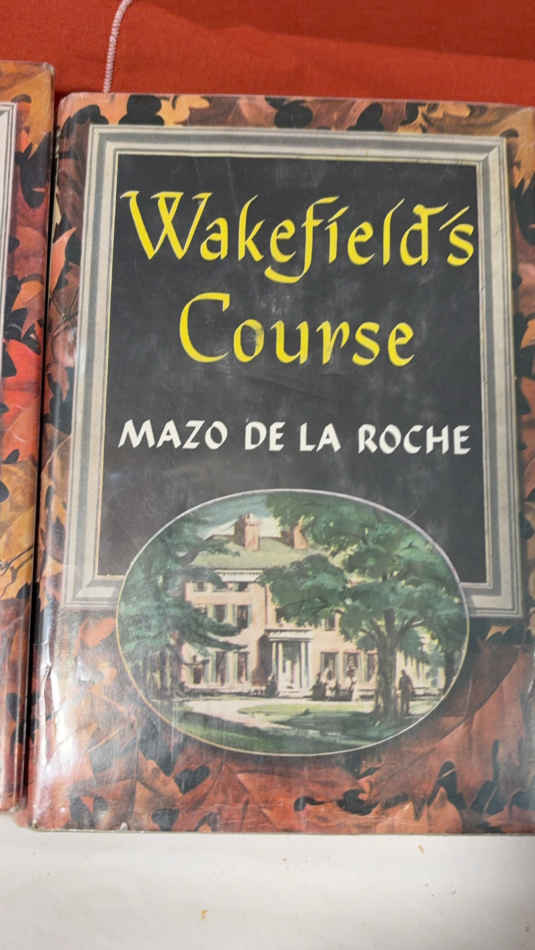 Wakefield's
Course
MAZO DE LA ROCHE